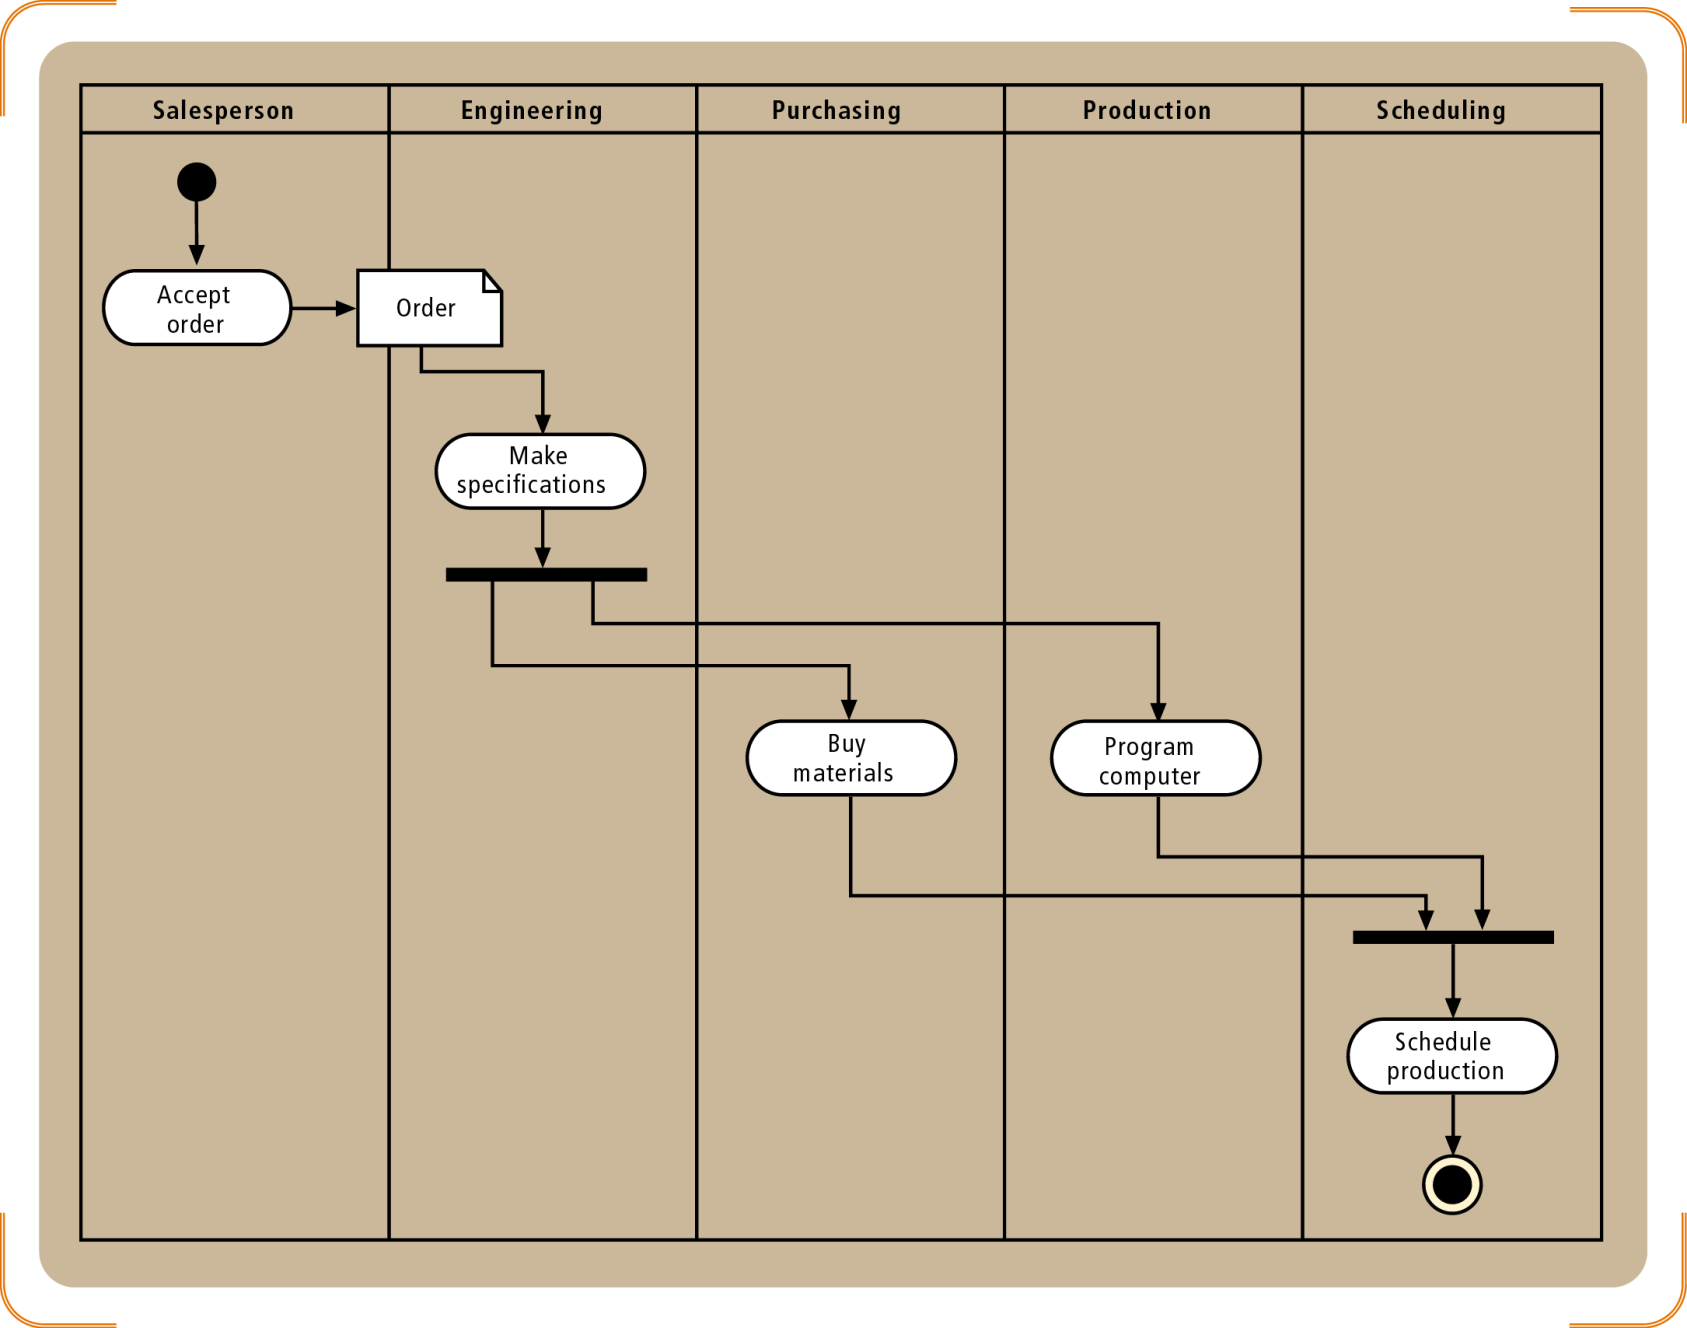 Salesperson
Engineering
Purchasing
Production
Scheduling
Accept
order
Order
Make
specifications
Buy
materials
Program
computer
Schedule
production